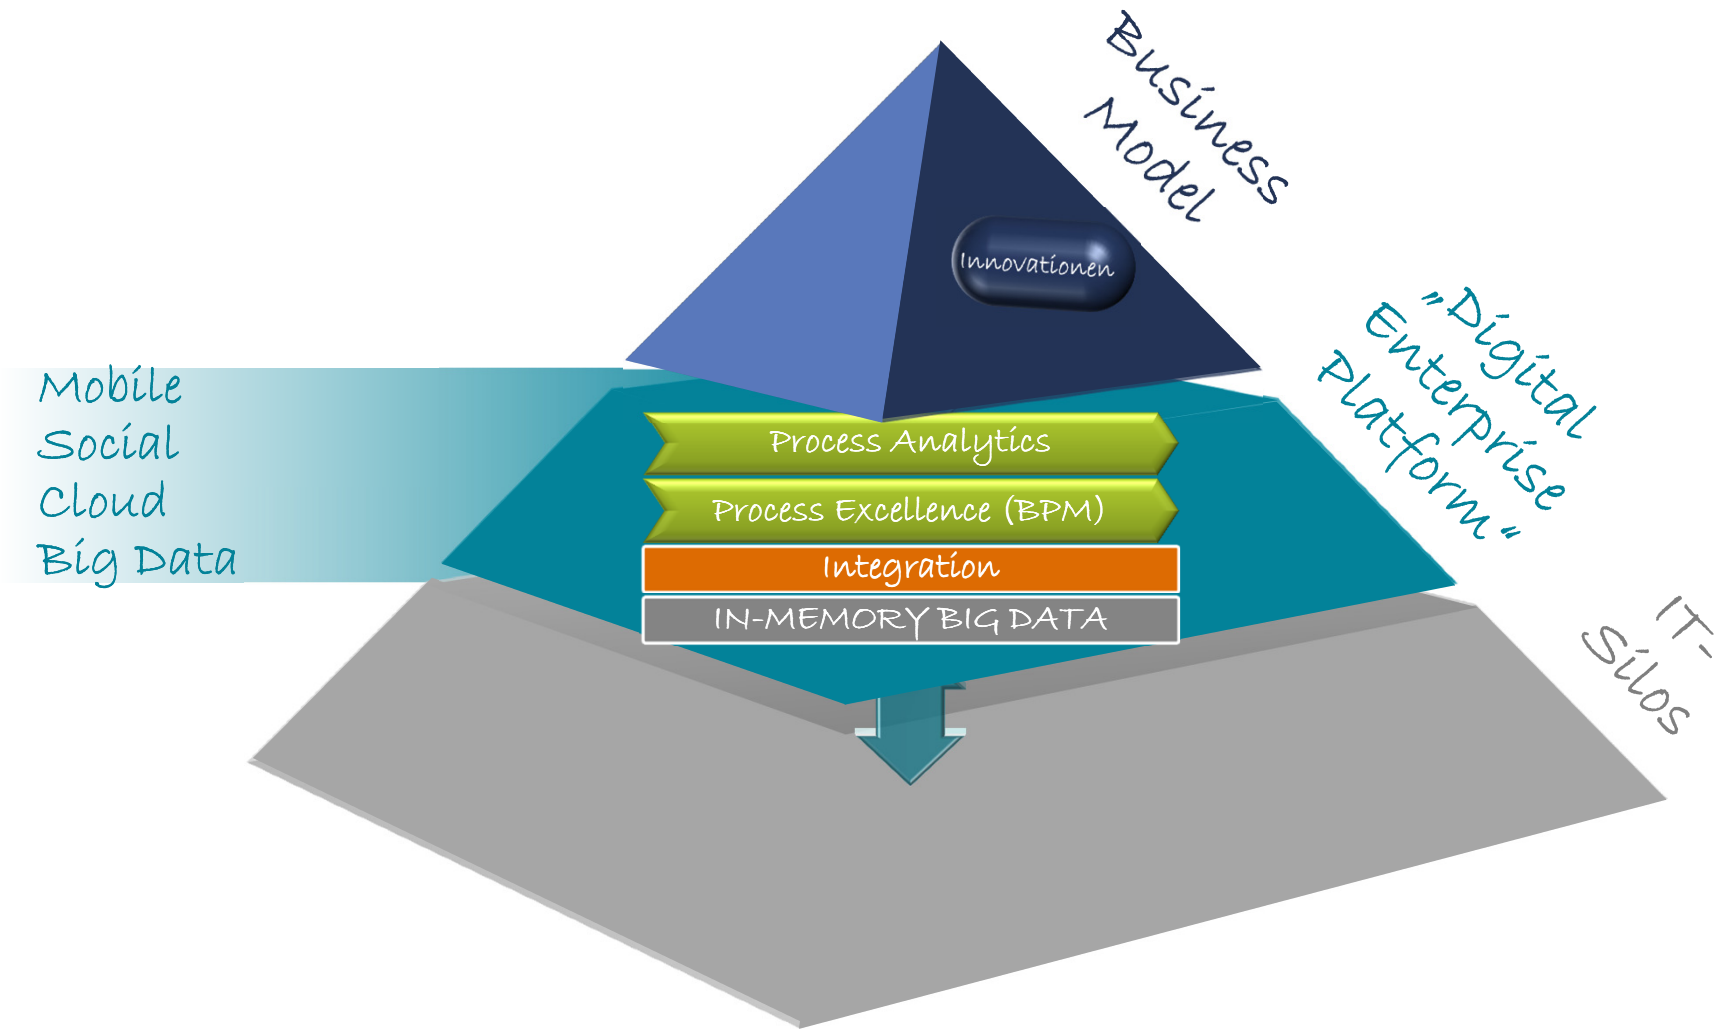 Business
Model
Innovationen
„Digital
Enterprise
Platform“
Mobile
Social
Cloud
Big Data
Process Analytics
Process Excellence (BPM)
Integration
IN-MEMORY BIG DATA
IT-
Silos